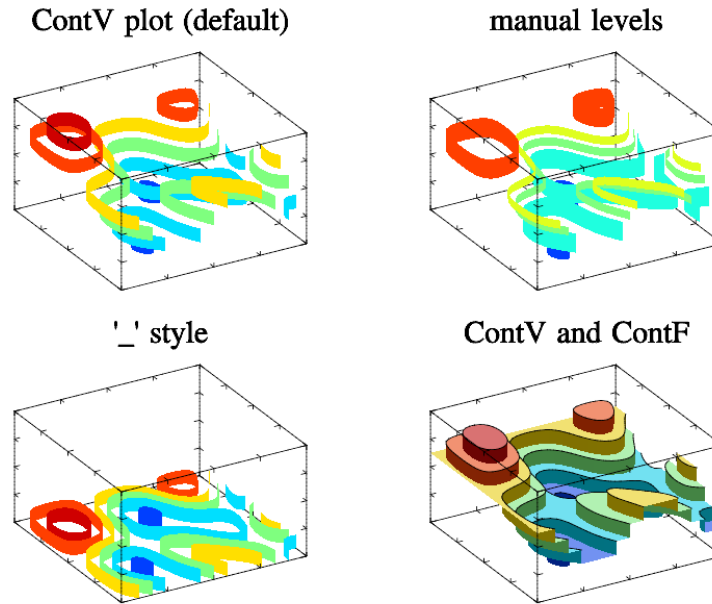 ContV plot (default)
manual levels
'_' style
ContV and ContF